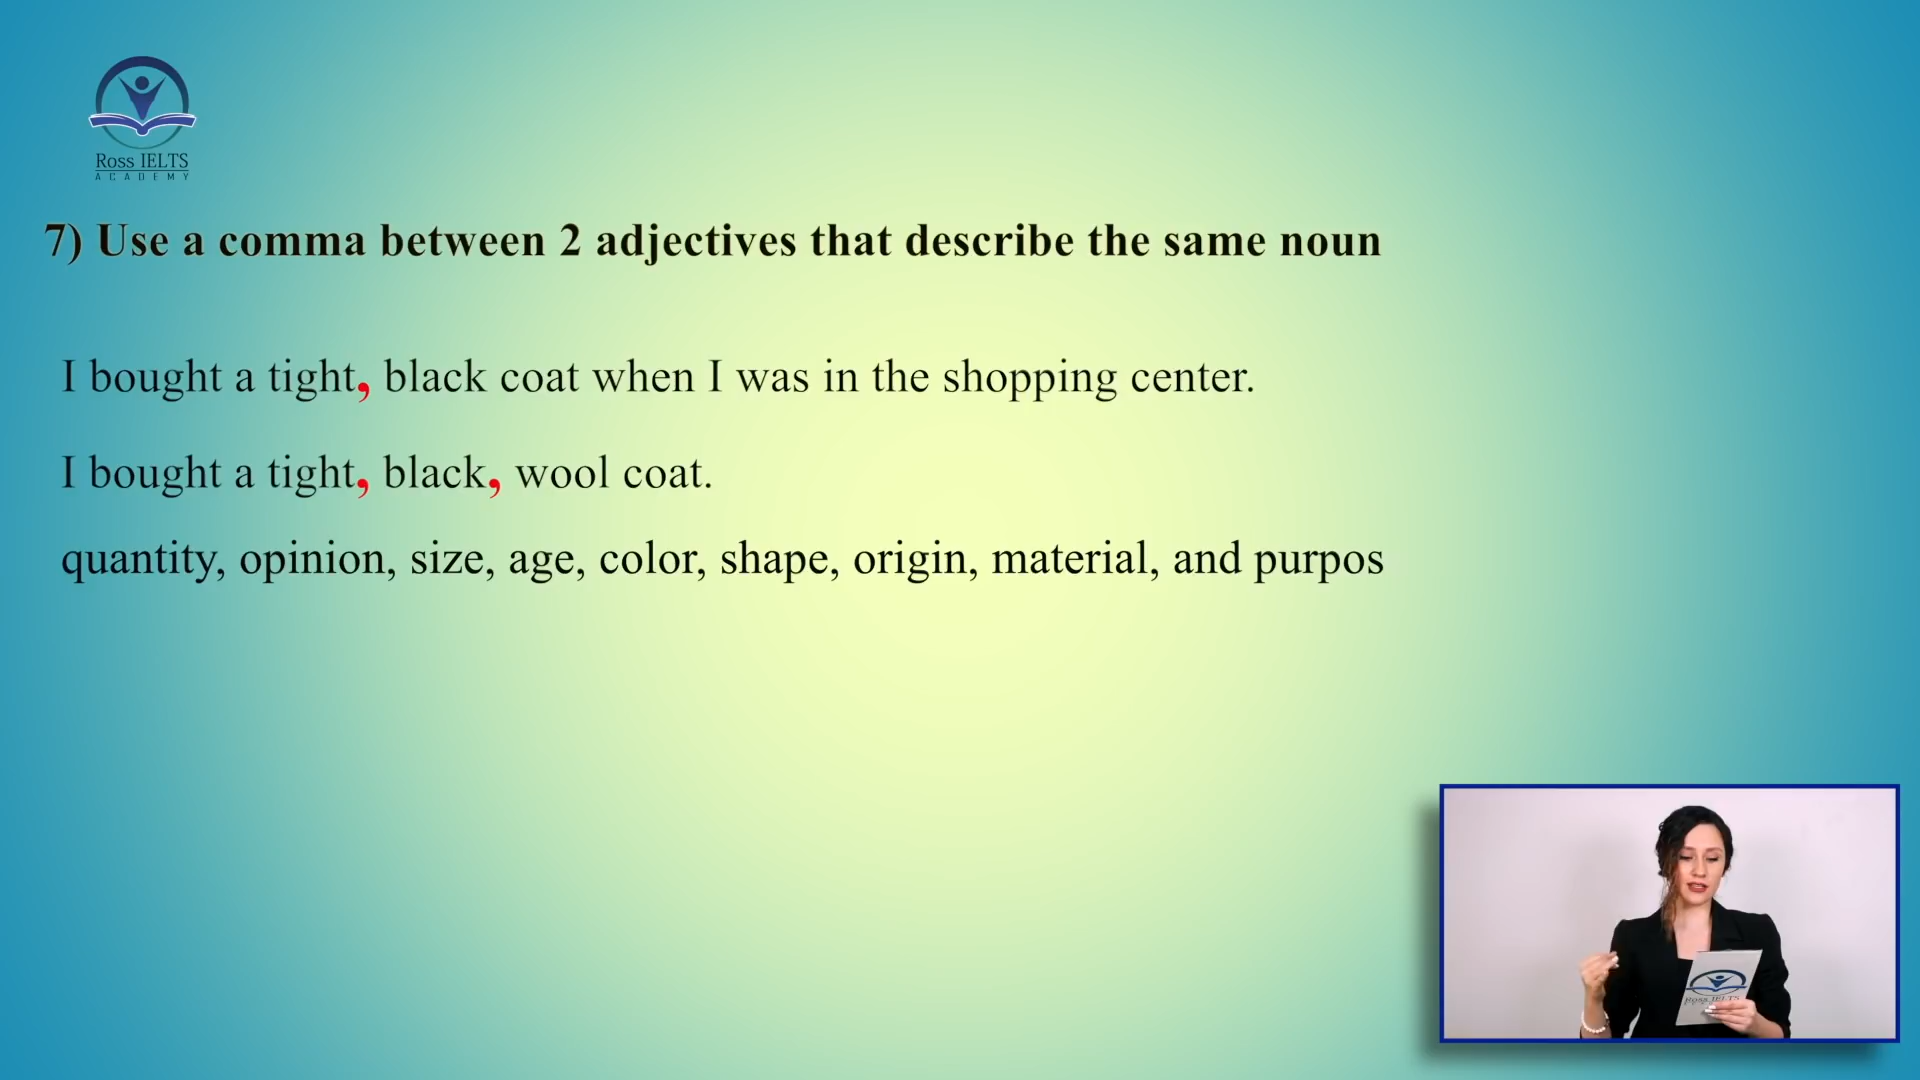 Ross IELTS
ACADEMY
7) Use a comma between 2 adjectives that describe the same noun
I bought a tight, black coat when I was in the shopping center.
I bought a tight, black, wool coat.
quantity, opinion, size, age, color, shape, origin, material, and purpos
Ross IELTS